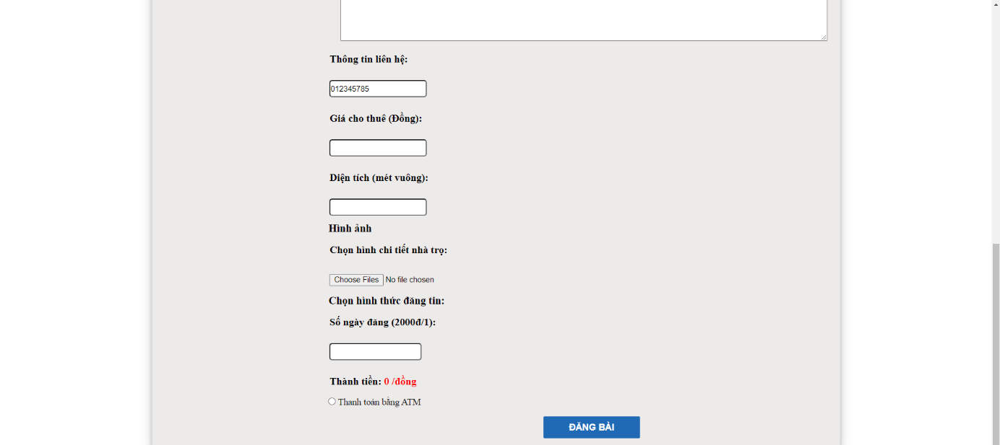 Thông tin liên hệ:
012345785
Giá cho thuê (Đồng):
Diện tích (mét vuông):
Hình ảnh
Chọn hình chi tiết nhà trọ:
Choose Files No file chosen
Chọn hình thức đăng tin:
Số ngày đăng (2000đ/1):
Thành tiền: 0 /đồng
Thanh toán bằng ATM
ĐĂNG BÀI